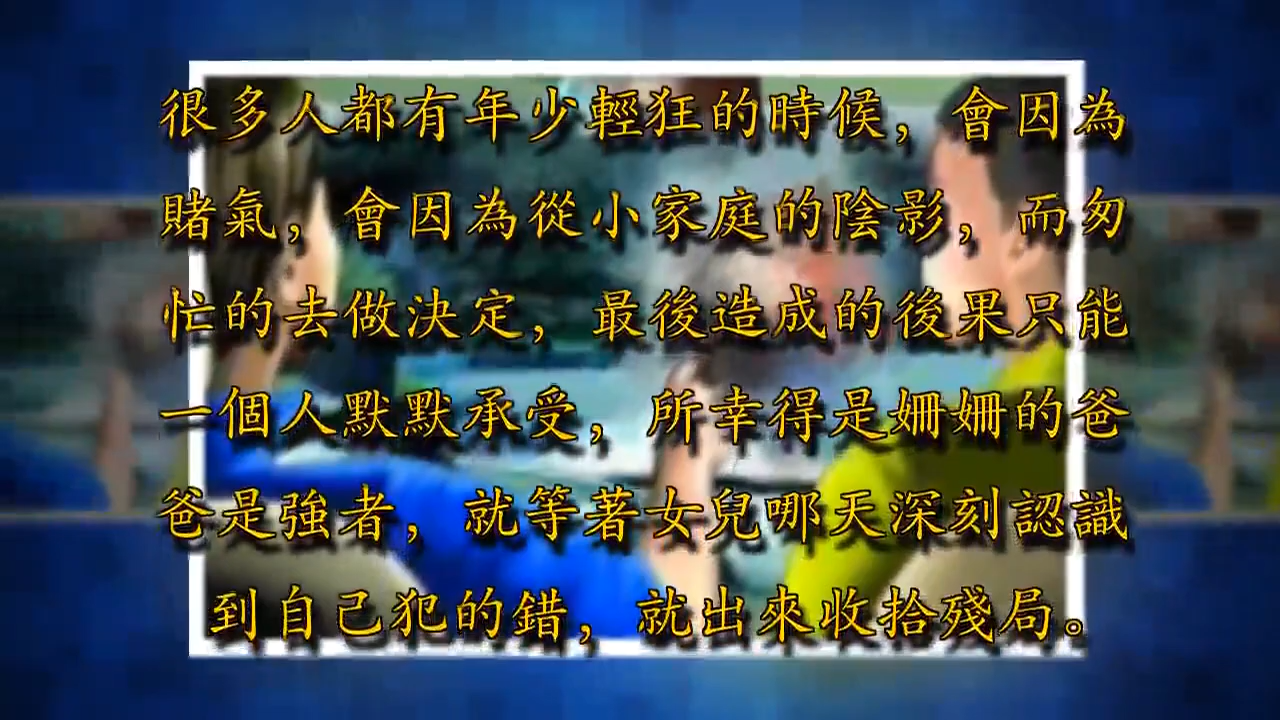 很多人都有年少輕狂的時候，會因為
賭氣，會因為從小家庭的陰影，而匆
忙的去做決定，最後造成的後果只能
一個人默默承受，所幸得是姍姍的爸
爸是強者，就等著女兒哪天深刻認識
到自己犯的錯，就出來收拾殘局。